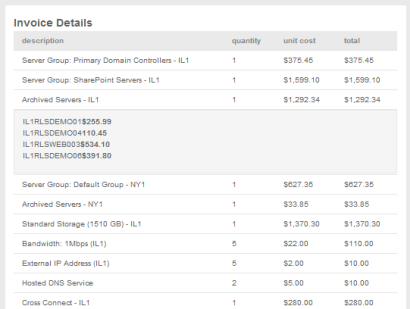 Invoice Details
description quantity unit cost total
Server Group: Primary Domain Controllers - IL1 1 $375.45 $375.45
Server Group: SharePoint Servers - IL1 1 $1,599.10 $1,599.10
Archived Servers - IL1 1 $1,292.34 $1,292.34
IL1RLSDEMO01$255.99
IL1RLSDEMO04110.45
IL1RLSWEB003$534.10
IL1RLSDEMO06$391.80
Server Group: Default Group - NY1 1 $627.35 $627.35
Archived Servers - NY1 1 $33.85 $33.85
Standard Storage (1510 GB) - IL1 1 $1,370.30 $1,370.30
Bandwidth: 1Mbps (IL1) 5 $22.00 $110.00
External IP Address (IL1) 5 $2.00 $10.00
Hosted DNS Service 2 $5.00 $10.00
Cross Connect - IL1 1 $280.00 $280.00